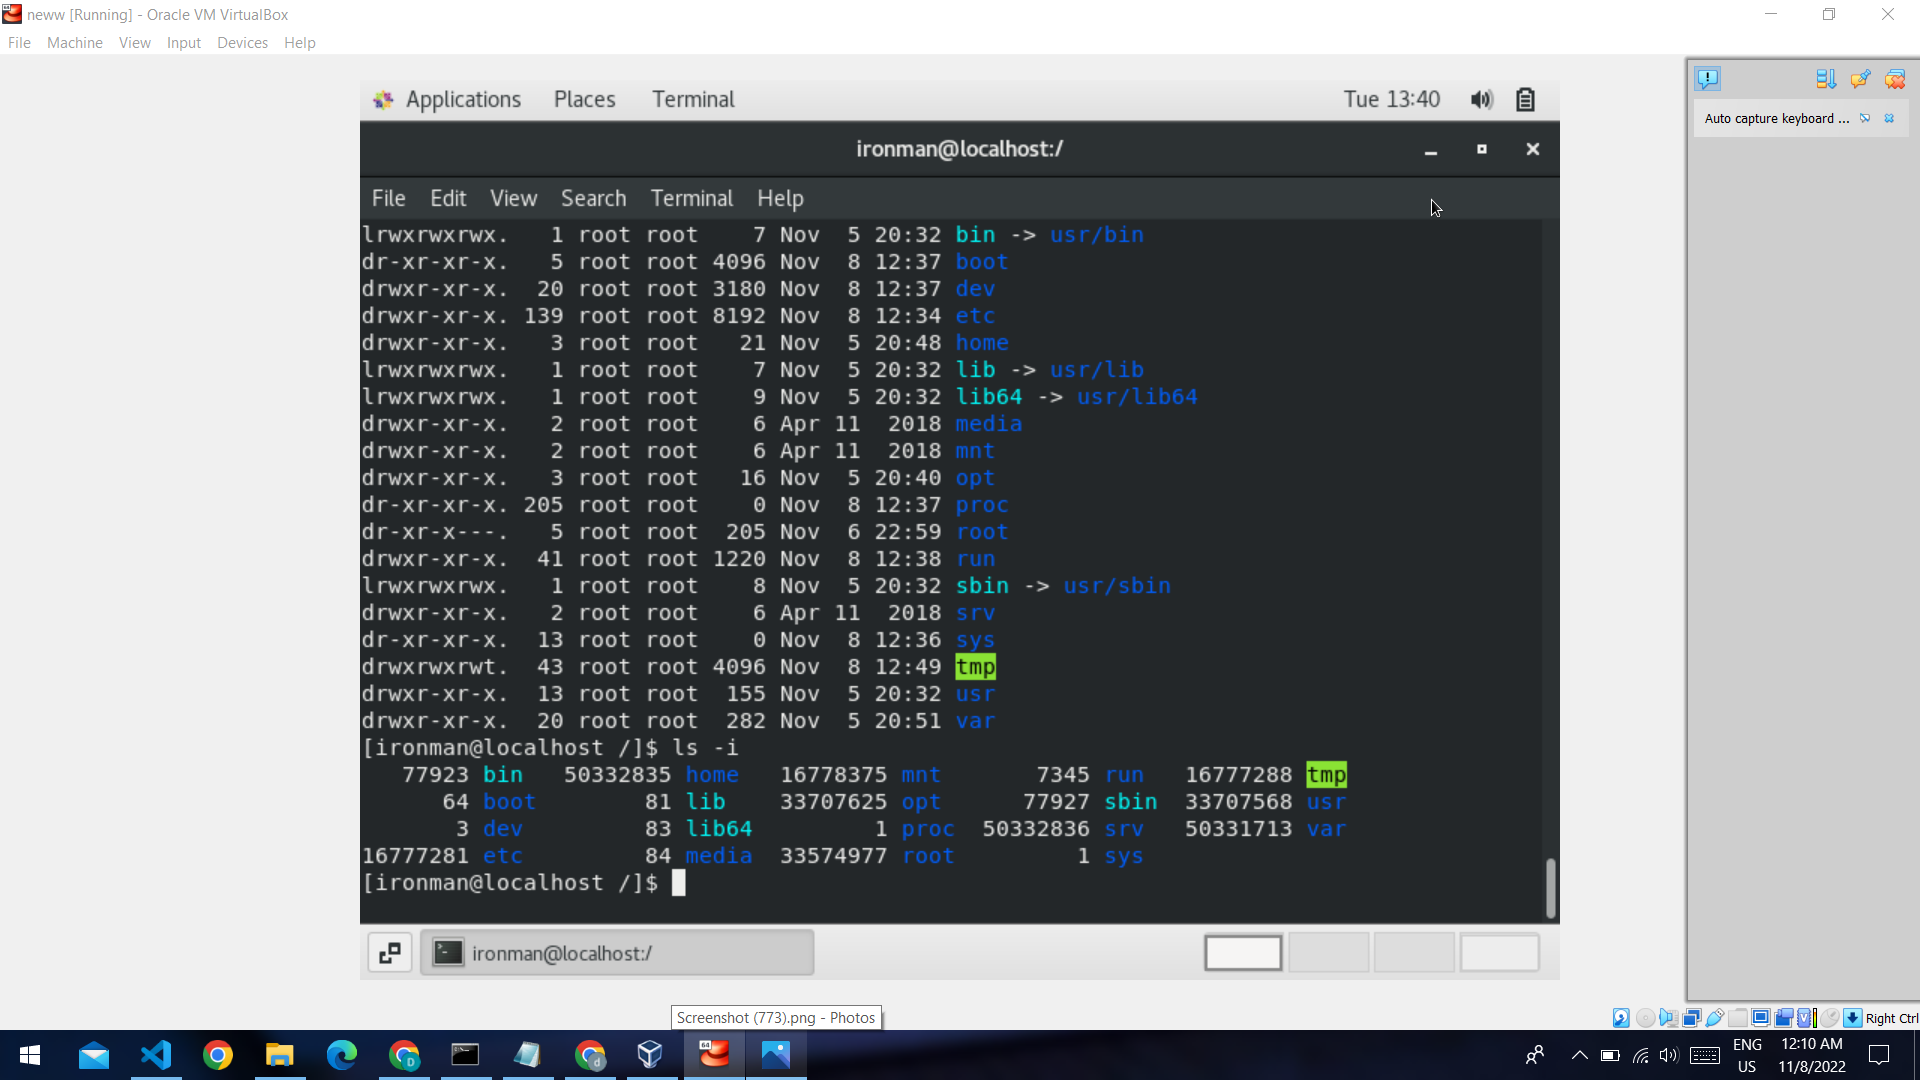 neww [Running] - Oracle VM VirtualBox
File Machine View Input Devices Help
Applications Places Terminal Tue 13:40
Auto capture keyboard ...
ironman@localhost:/
File Edit View Search Terminal Help
lrwxrwxrwx. 1 root root 7 Nov 5 20:32 bin -> usr/bin
dr-xr-xr-x. 5 root root 4096 Nov 8 12:37 boot
drwxr-xr-x. 20 root root 3180 Nov 8 12:37 dev
drwxr-xr-x. 139 root root 8192 Nov 8 12:34 etc
drwxr-xr-x. 3 root root 21 Nov 5 20:48 home
lrwxrwxrwx. 1 root root 7 Nov 5 20:32 lib -> usr/lib
lrwxrwxrwx. 1 root root 9 Nov 5 20:32 lib64 -> usr/lib64
drwxr-xr-x. 2 root root 6 Apr 11 2018 media
drwxr-xr-x. 2 root root 6 Apr 11 2018 mnt
drwxr-xr-x. 3 root root 16 Nov 5 20:40 opt
dr-xr-xr-x. 205 root root 0 Nov 8 12:37 proc
dr-xr-x---. 5 root root 205 Nov 6 22:59 root
drwxr-xr-x. 41 root root 1220 Nov 8 12:38 run
lrwxrwxrwx. 1 root root 8 Nov 5 20:32 sbin -> usr/sbin
drwxr-xr-x. 2 root root 6 Apr 11 2018 srv
dr-xr-xr-x. 13 root root 0 Nov 8 12:36 sys
drwxrwxrwt. 43 root root 4096 Nov 8 12:49 tmp
drwxr-xr-x. 13 root root 155 Nov 5 20:32 usr
drwxr-xr-x. 20 root root 282 Nov 5 20:51 var
[ironman@localhost /]$ ls -i
77923 bin 50332835 home 16778375 mnt 7345 run 16777288 tmp
64 boot 81 lib 33707625 opt 77927 sbin 33707568 usr
3 dev 83 lib64 1 proc 50332836 srv 50331713 var
16777281 etc 84 media 33574977 root 1 sys
[ironman@localhost /]$
ironman@localhost:/
Screenshot (773).png - Photos
Right Ctrl
64
ENG
US
12:10 AM
11/8/2022